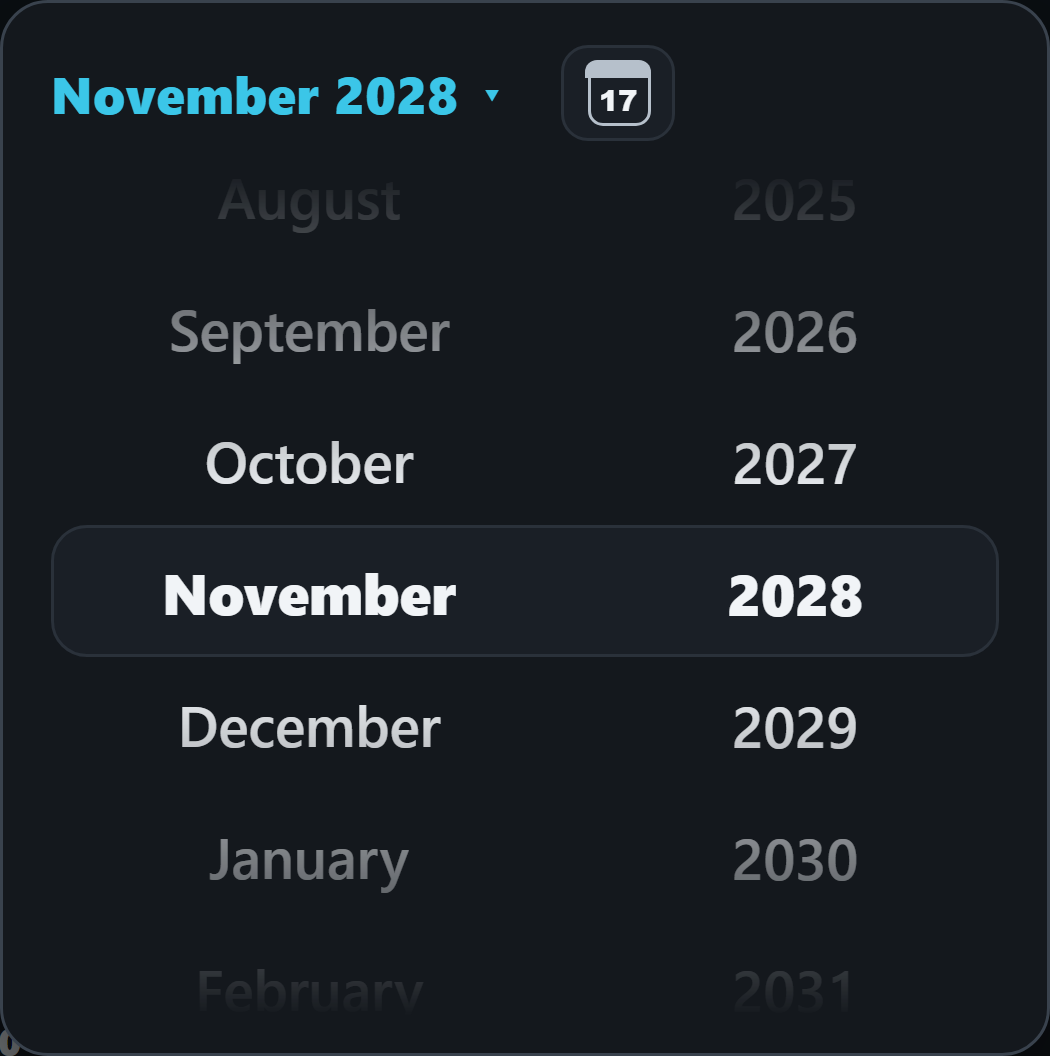 November 2028 ▼ 17
August 2025
September 2026
October 2027
November 2028
December 2029
January 2030
February 2031